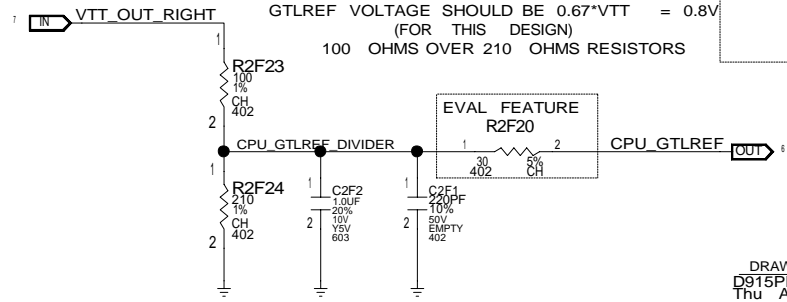 GTLREF VOLTAGE SHOULD BE 0.67*VTT = 0.8V
(FOR THIS DESIGN)
100 OHMS OVER 210 OHMS RESISTORS
7 IN VTT_OUT_RIGHT
1
R2F23
100
1%
CH
402
2
EVAL FEATURE
R2F20
CPU_GTLREF_DIVIDER
1 2
30 5%
402 CH
CPU_GTLREF
OUT 6
1
R2F24
210
1%
CH
402
2
1
C2F2
1.0UF
20%
10V
Y5V
603
2
1
C2F1
220PF
10%
50V
EMPTY
402
2
DRAW
D915P
Thu A